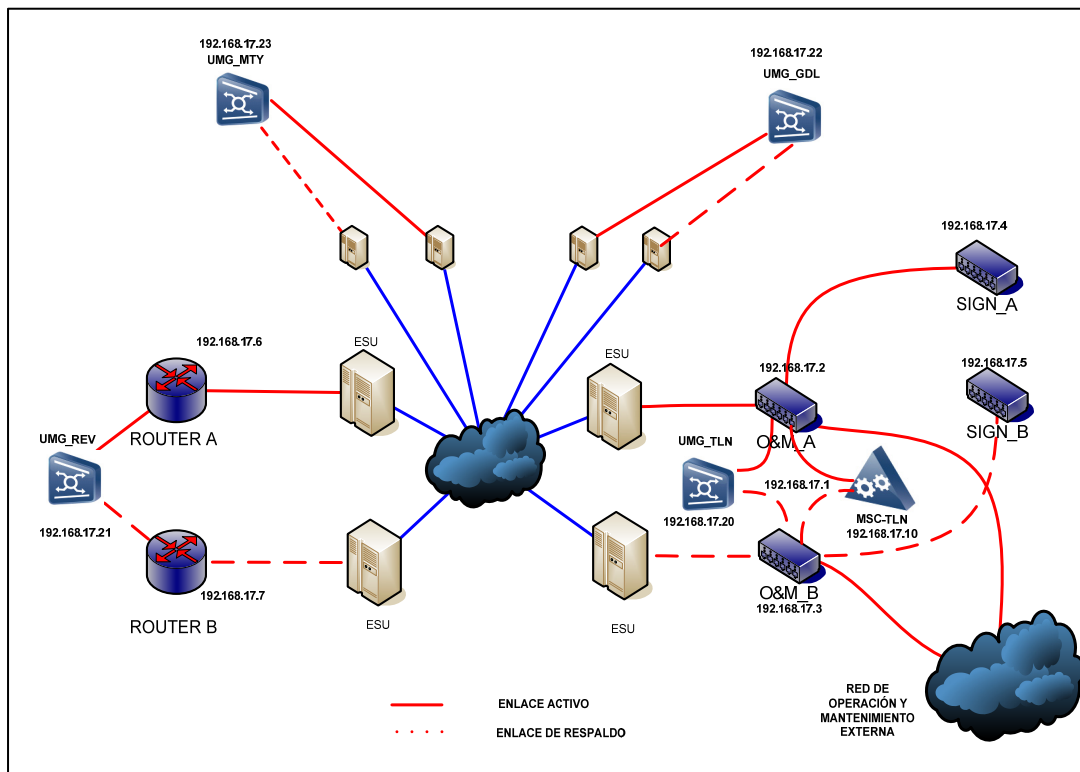 192.168.17.23
UMG_MTY
192.168.17.22
UMG_GDL
192.168.17.4
SIGN_A
192.168.17.6
ESU
ESU
192.168.17.2
192.168.17.5
ROUTER A
UMG_REV
UMG_TLN
O&M_A
SIGN_B
192.168.17.1
192.168.17.21
192.168.17.20
MSC-TLN
192.168.17.10
192.168.17.7
ROUTER B
ESU
ESU
O&M_B
192.168.17.3
RED DE
OPERACIÓN Y
MANTENIMIENTO
EXTERNA
ENLACE ACTIVO
ENLACE DE RESPALDO